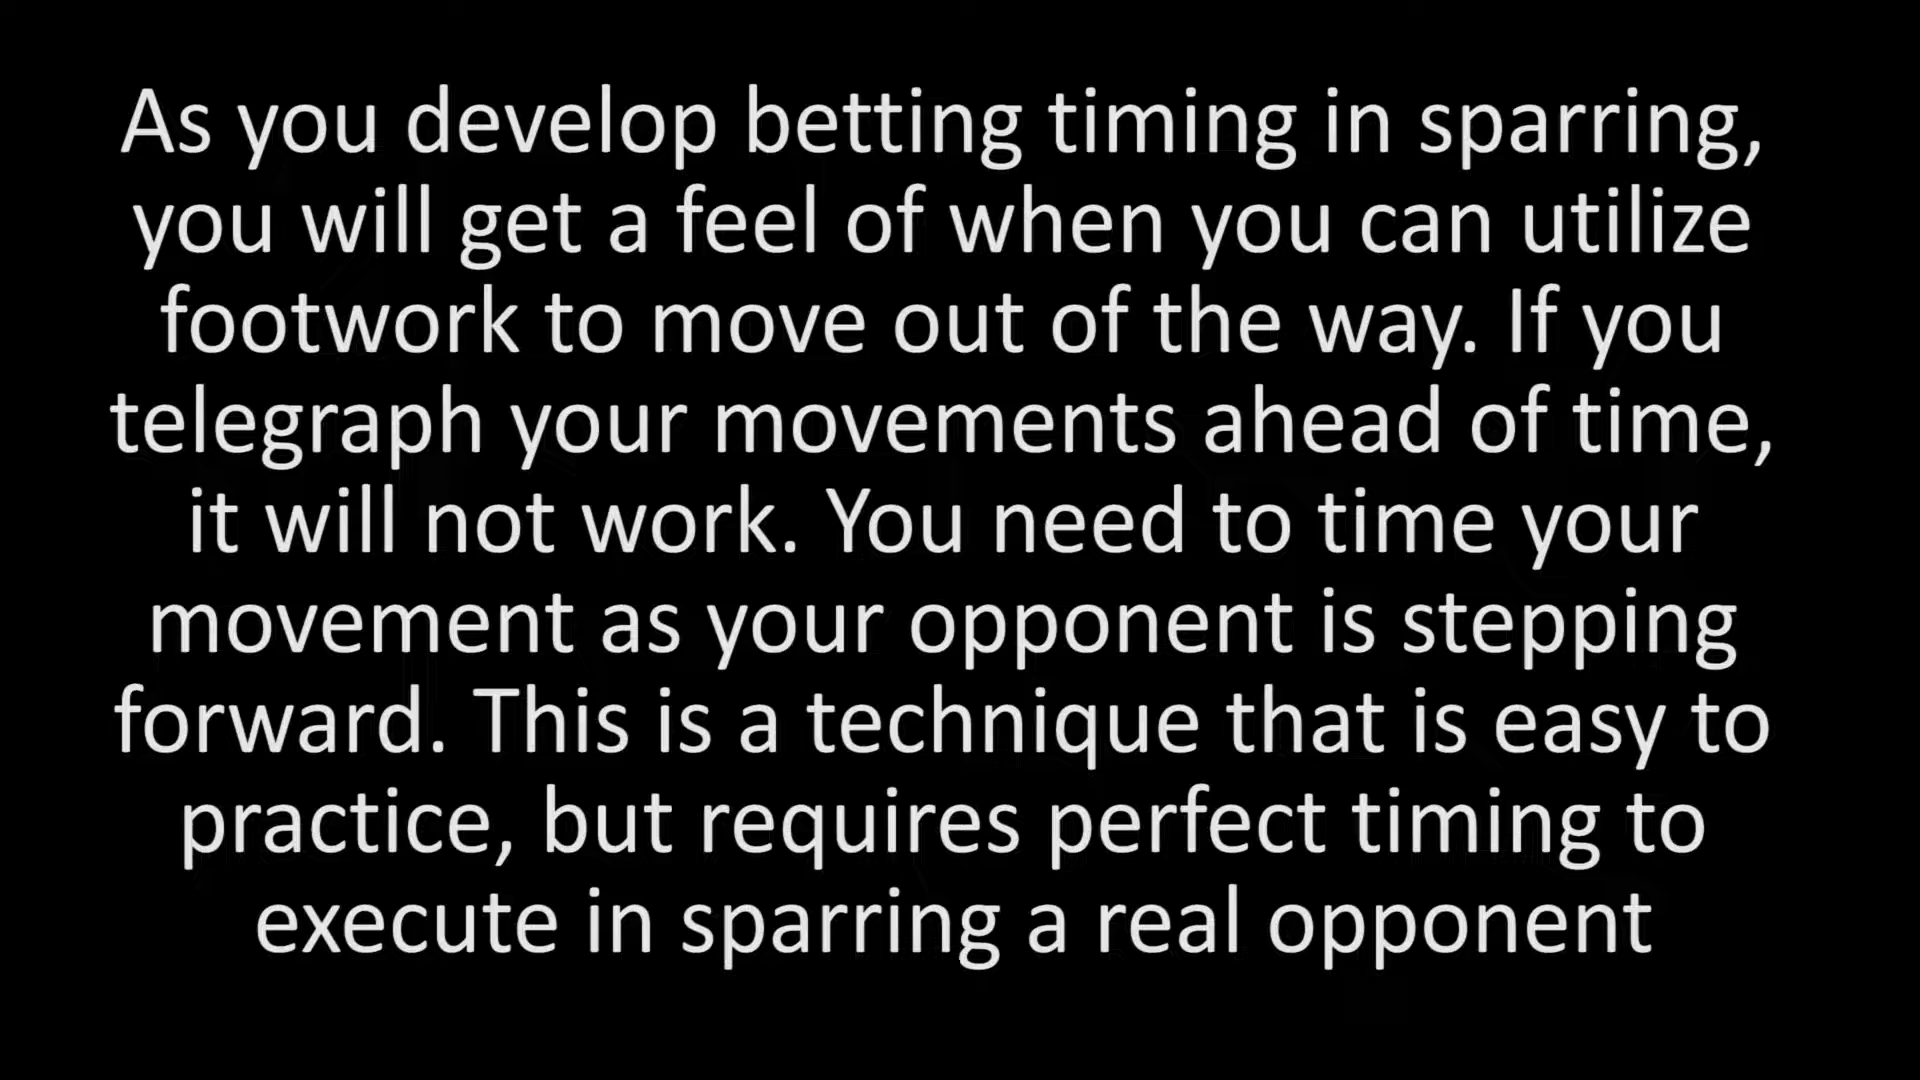 As you develop betting timing in sparring,
you will get a feel of when you can utilize
footwork to move out of the way. If you
telegraph your movements ahead of time,
it will not work. You need to time your
movement as your opponent is stepping
forward. This is a technique that is easy to
practice, but requires perfect timing to
execute in sparring a real opponent